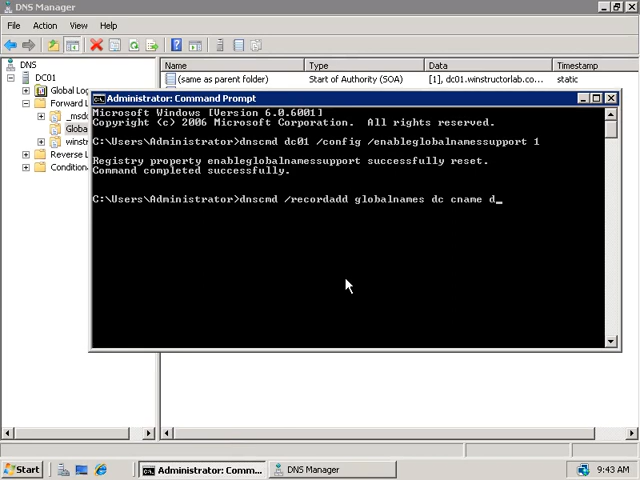 DNS Manager
File Action View Help
DNS
DC01
Global Log
Forward L
_msdc
Globa
winstr
Reverse L
Condition
Name Type Data Timestamp
(same as parent folder) Start of Authority (SOA) [1], dc01.winstructorlab.co... static
Administrator: Command Prompt
Microsoft Windows [Version 6.0.6001]
Copyright (c) 2006 Microsoft Corporation. All rights reserved.
C:\Users\Administrator>dnscmd dc01 /config /enableglobalnamessupport 1
Registry property enableglobalnamessupport successfully reset.
Command completed successfully.
C:\Users\Administrator>dnscmd /recordadd globalnames dc cname d_
Start Administrator: Comm... DNS Manager 9:43 AM